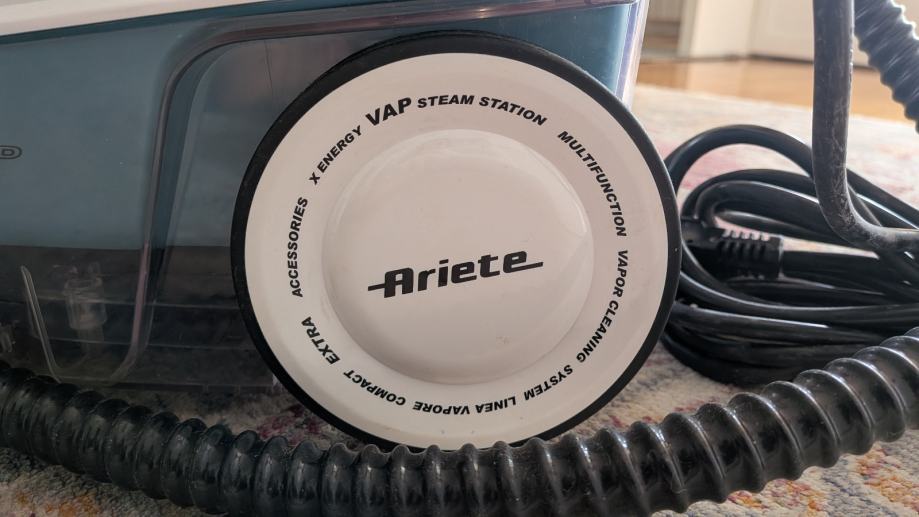 X ENERGY VAP STEAM STATION MULTIFUNCTION VAPOR CLEANING SYSTEM LINEA VAPORE COMPACT EXTRA ACCESSORIES
Ariete